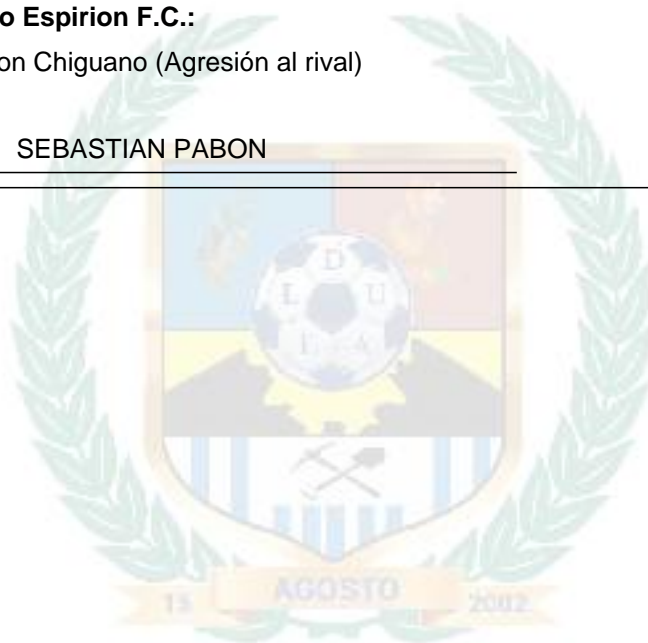 o Espirion F.C.:
on Chiguano (Agresión al rival)
SEBASTIAN PABON
D
L U
E A
15 AGOSTO 2002